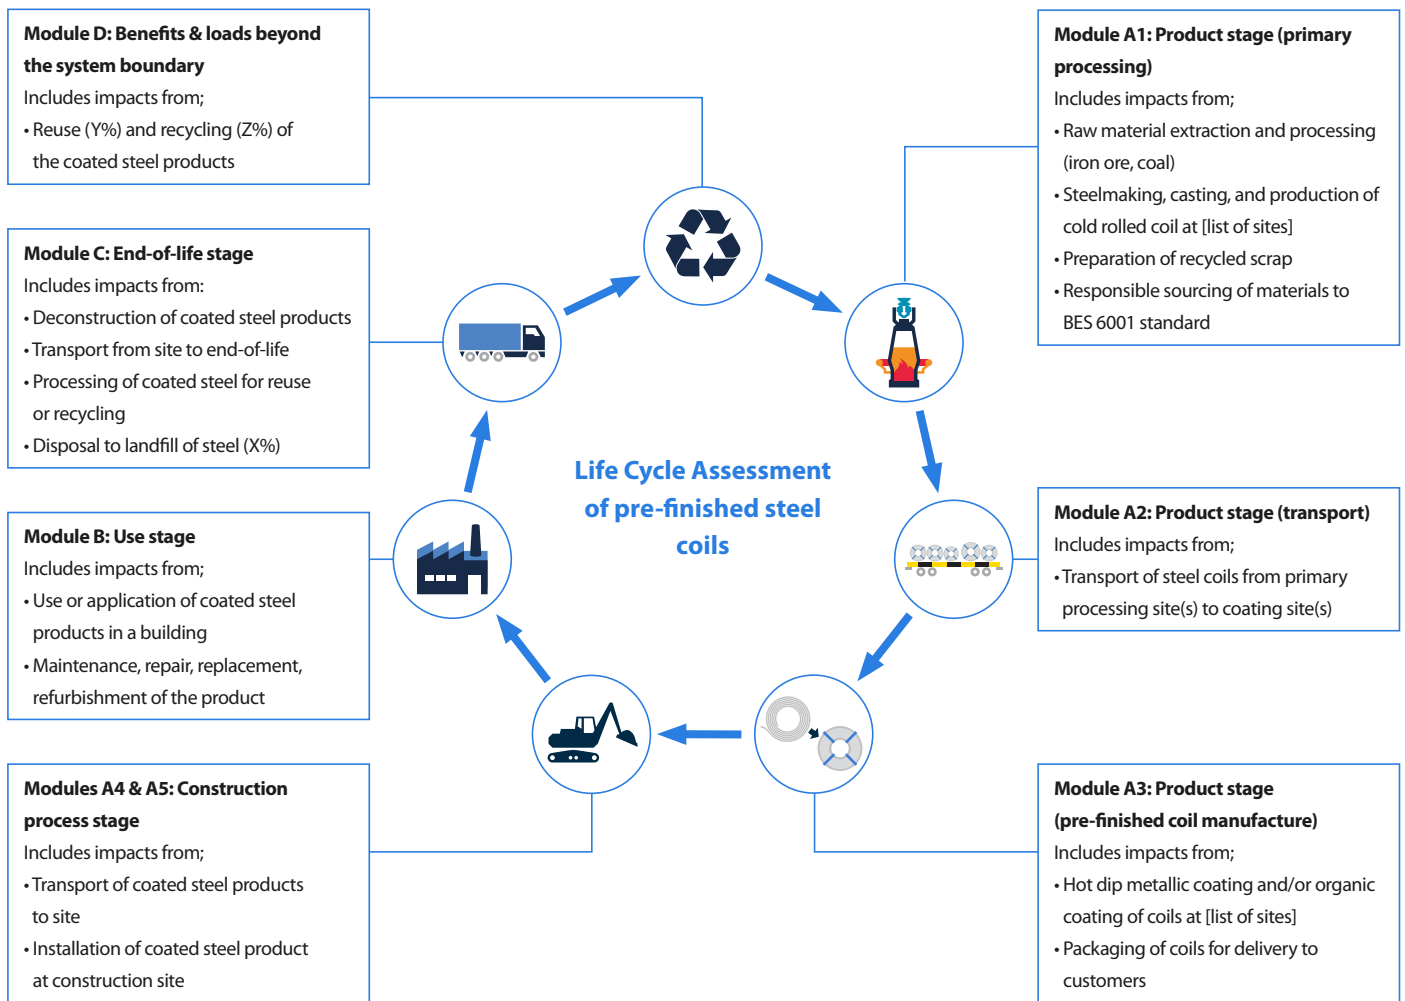 Module D: Benefits & loads beyond
the system boundary
Includes impacts from;
• Reuse (Y%) and recycling (Z%) of
the coated steel products
Module C: End-of-life stage
Includes impacts from:
• Deconstruction of coated steel products
• Transport from site to end-of-life
• Processing of coated steel for reuse
or recycling
• Disposal to landfill of steel (X%)
Module B: Use stage
Includes impacts from;
• Use or application of coated steel
products in a building
• Maintenance, repair, replacement,
refurbishment of the product
Modules A4 & A5: Construction
process stage
Includes impacts from;
• Transport of coated steel products
to site
• Installation of coated steel product
at construction site
Life Cycle Assessment
of pre-finished steel
coils
Module A1: Product stage (primary
processing)
Includes impacts from;
• Raw material extraction and processing
(iron ore, coal)
• Steelmaking, casting, and production of
cold rolled coil at [list of sites]
• Preparation of recycled scrap
• Responsible sourcing of materials to
BES 6001 standard
Module A2: Product stage (transport)
Includes impacts from;
• Transport of steel coils from primary
processing site(s) to coating site(s)
Module A3: Product stage
(pre-finished coil manufacture)
Includes impacts from;
• Hot dip metallic coating and/or organic
coating of coils at [list of sites]
• Packaging of coils for delivery to
customers